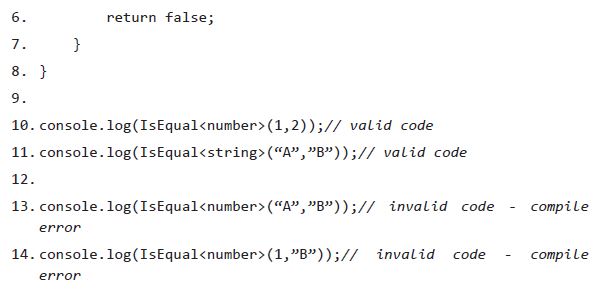 6. return false;
7. }
8. }
9.
10. console.log(IsEqual<number>(1,2));// valid code
11. console.log(IsEqual<string>(“A”,”B”));// valid code
12.
13. console.log(IsEqual<number>(“A”,”B”));// invalid code - compile
error
14. console.log(IsEqual<number>(1,”B”));// invalid code - compile
error